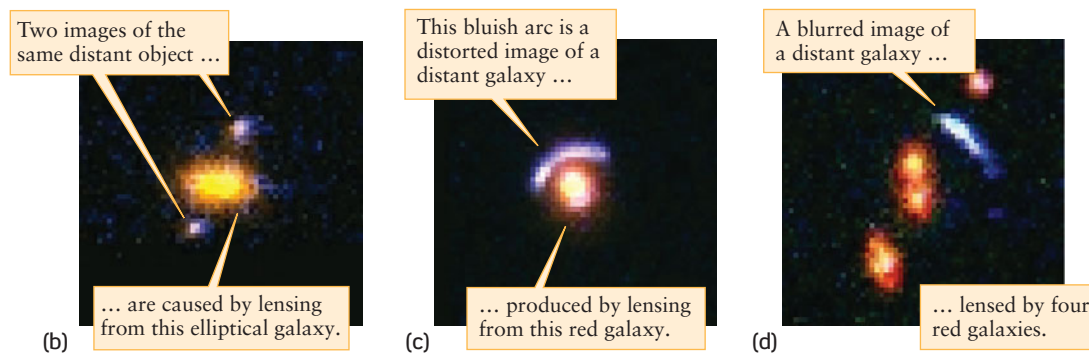 Two images of the
same distant object …
… are caused by lensing
from this elliptical galaxy.
(b)
This bluish arc is a
distorted image of a
distant galaxy …
… produced by lensing
from this red galaxy.
(c)
A blurred image of
a distant galaxy …
… lensed by four
red galaxies.
(d)